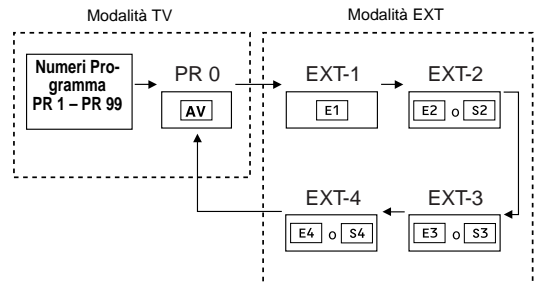 Modalità TV
Modalità EXT
Numeri Pro-
gramma
PR 1 – PR 99
PR 0
AV
EXT-1
E1
EXT-2
E2 o S2
EXT-4
E4 o S4
EXT-3
E3 o S3